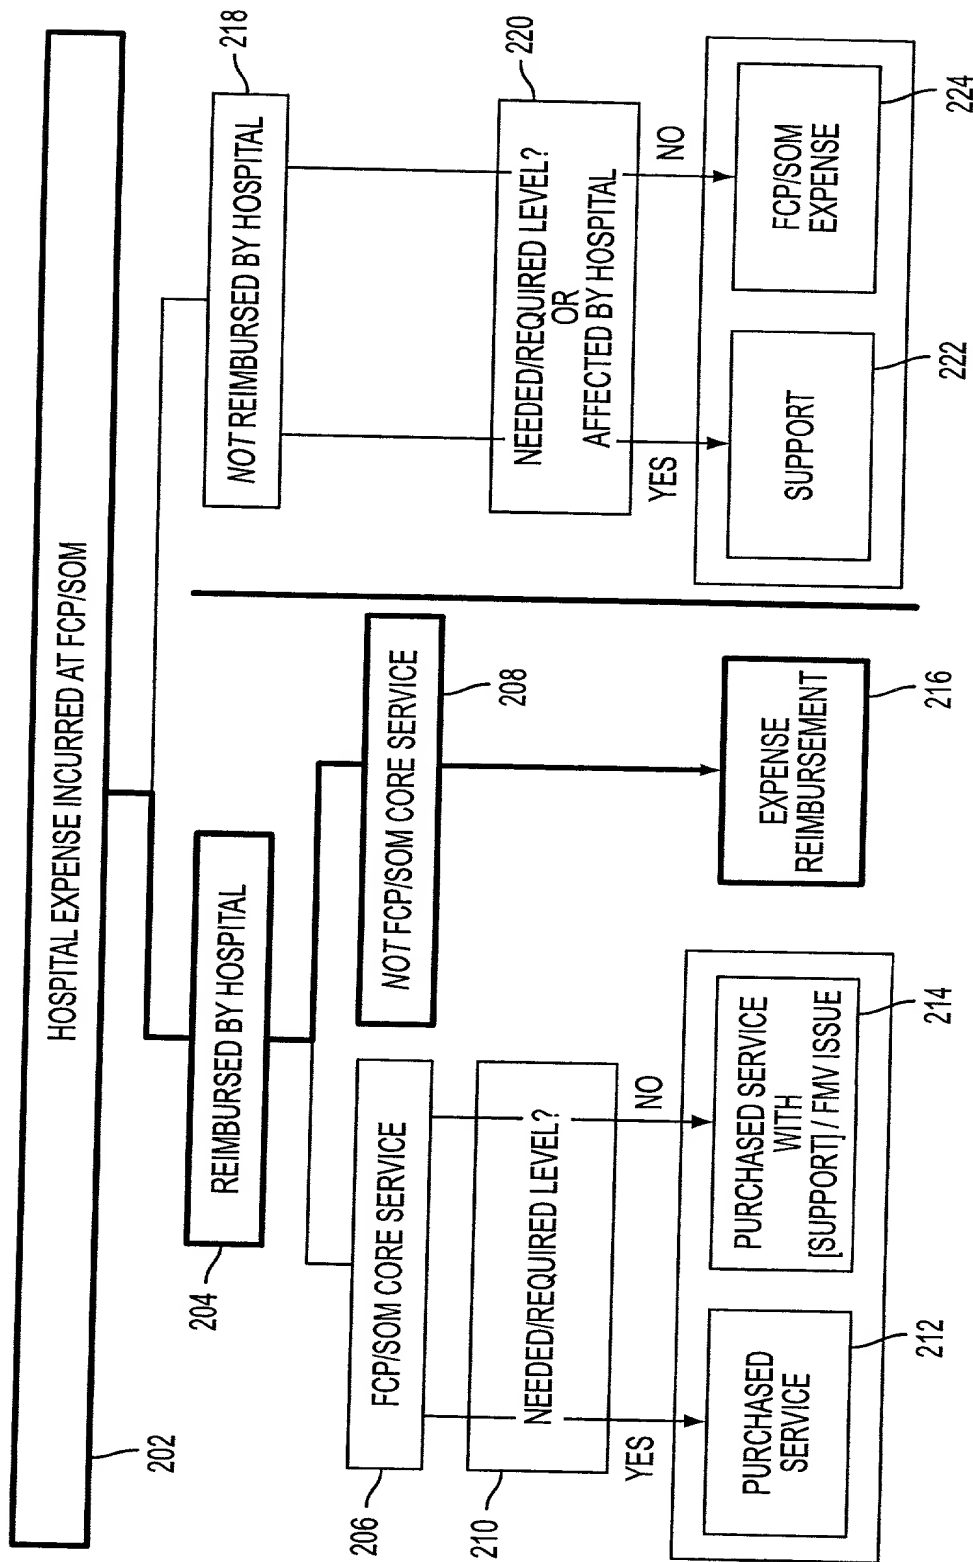 HOSPITAL EXPENSE INCURRED AT FCP/SOM
202
REIMBURSED BY HOSPITAL
204
NOT REIMBURSED BY HOSPITAL
218
FCP/SOM CORE SERVICE
206
NOT FCP/SOM CORE SERVICE
208
NEEDED/REQUIRED LEVEL?
210
NEEDED/REQUIRED LEVEL?
OR
AFFECTED BY HOSPITAL
220
YES
NO
YES
NO
PURCHASED
SERVICE
212
PURCHASED SERVICE
WITH
[SUPPORT] / FMV ISSUE
214
EXPENSE
REIMBURSEMENT
216
SUPPORT
222
FCP/SOM
EXPENSE
224